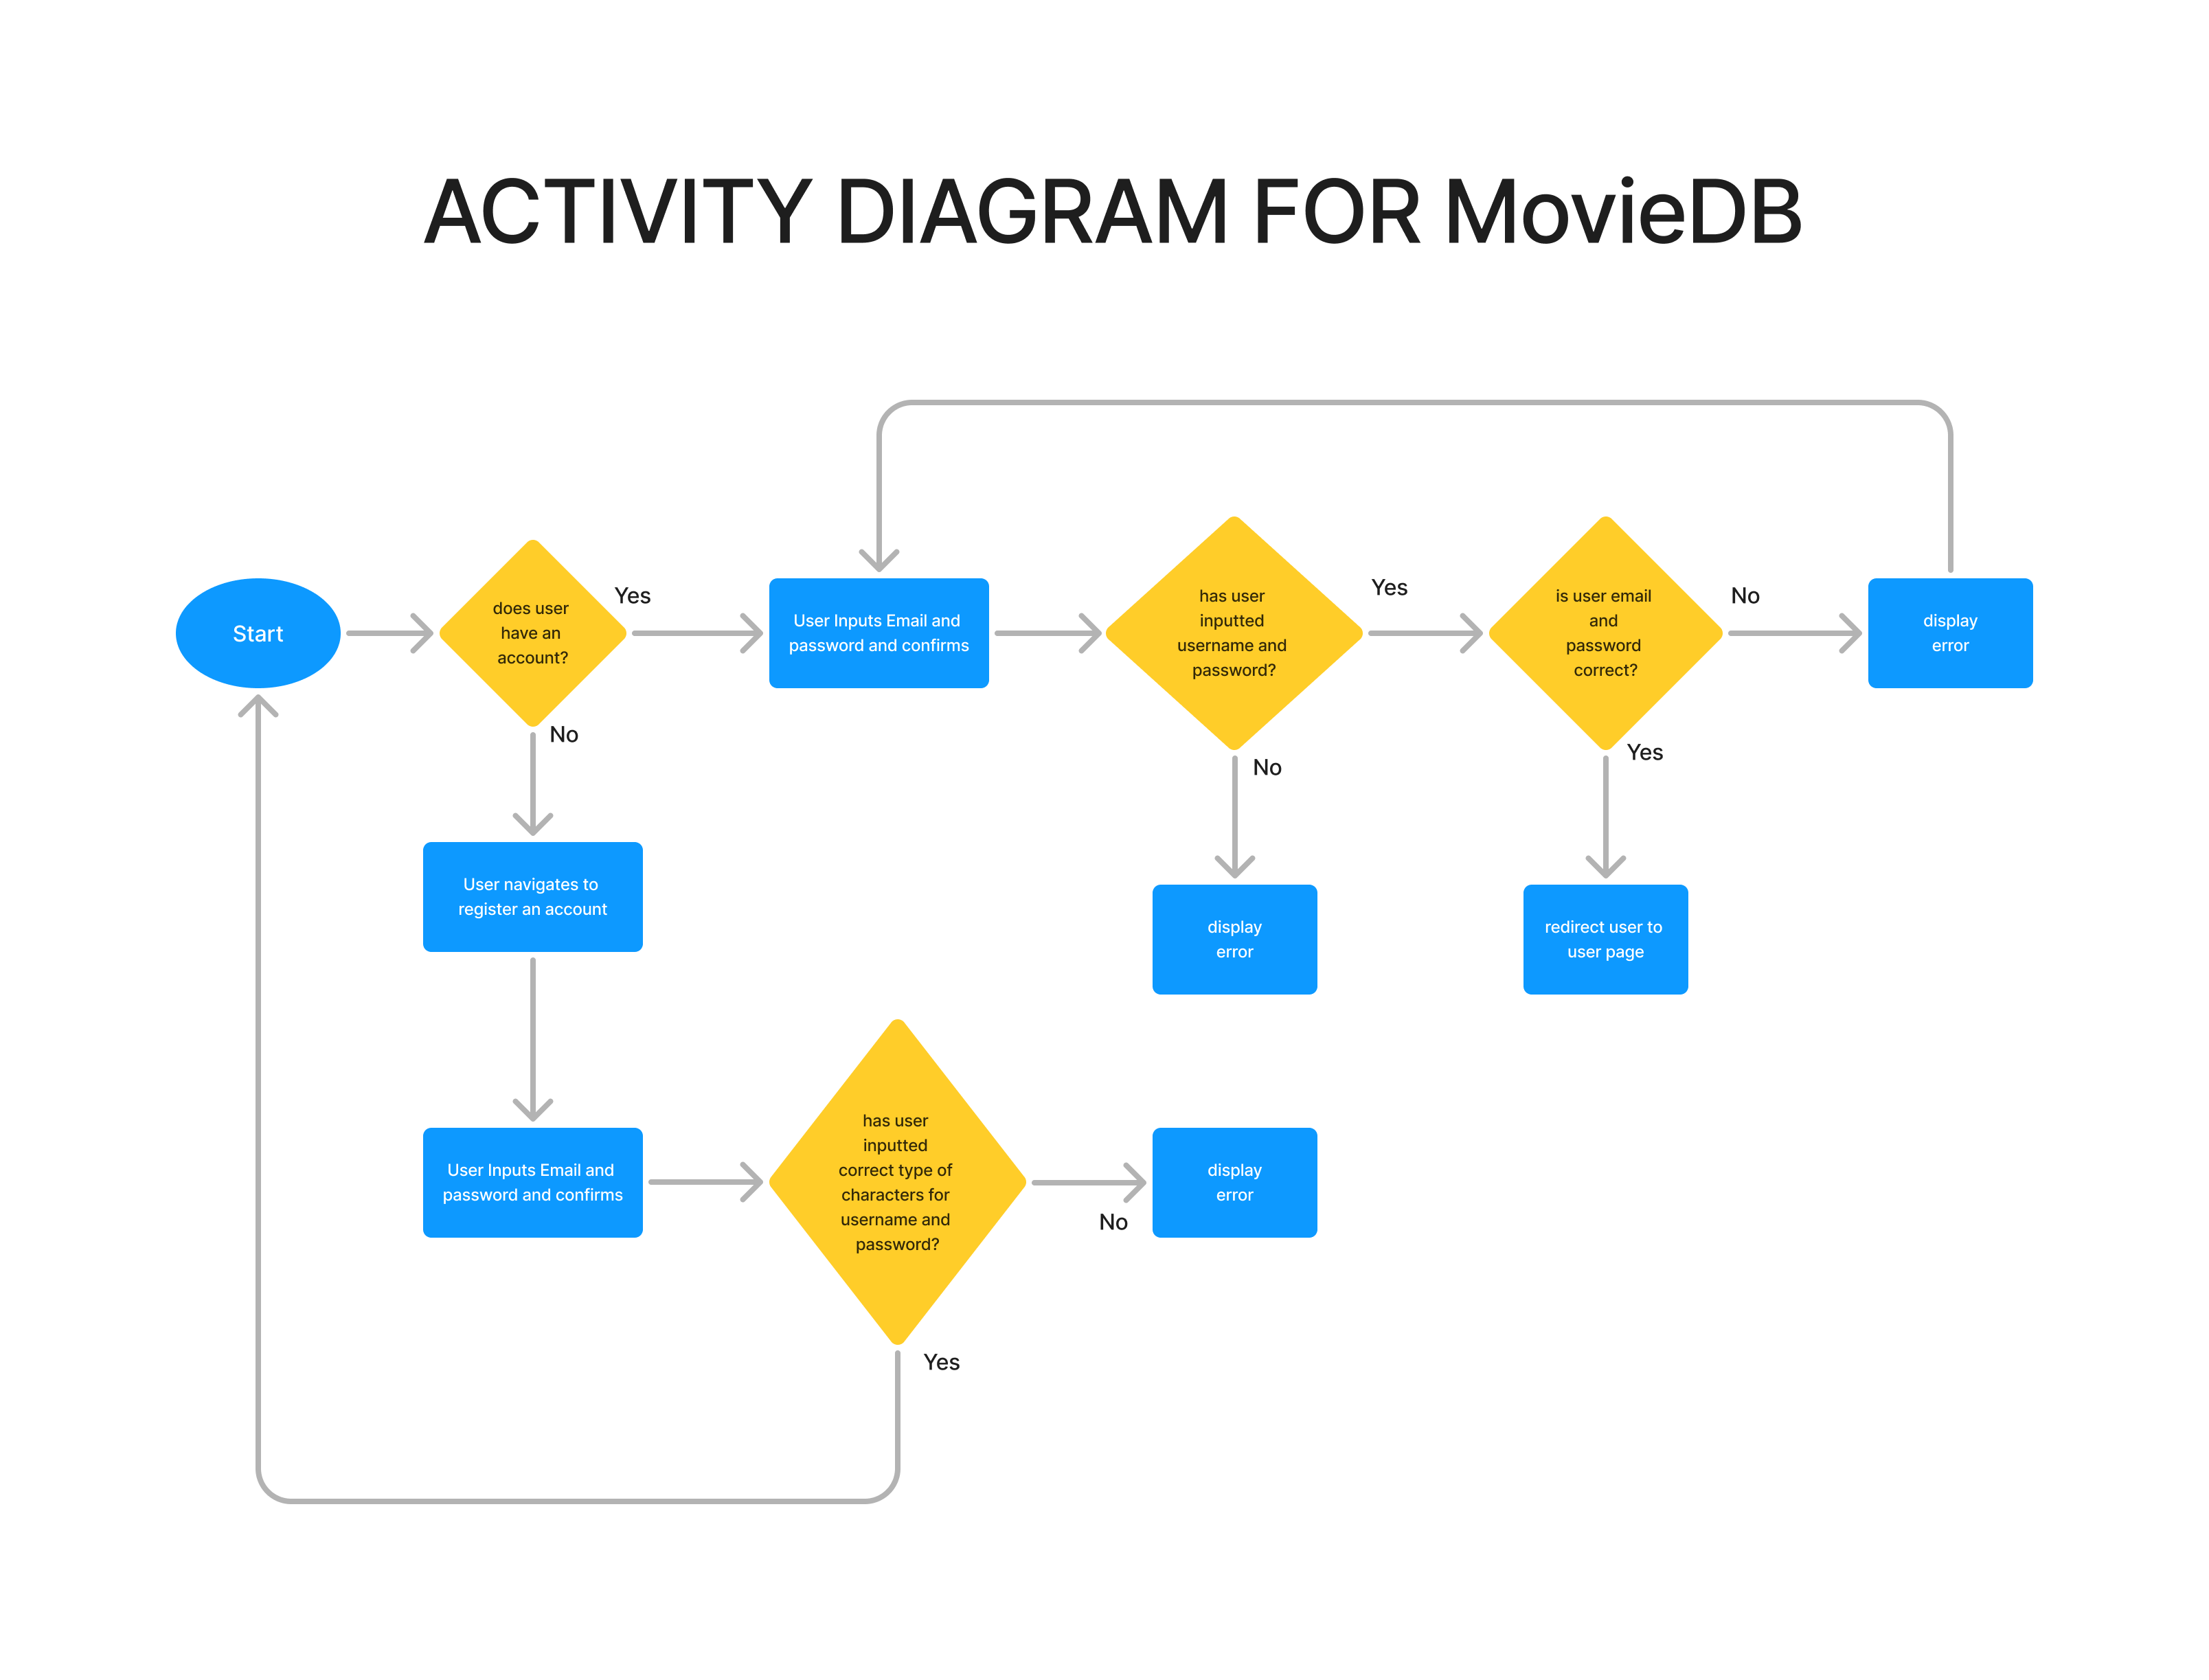 ACTIVITY DIAGRAM FOR MovieDB
Start
does user
have an
account?
Yes
No
User Inputs Email and
password and confirms
has user
inputted
username and
password?
Yes
No
is user email
and
password
correct?
No
Yes
display
error
User navigates to
register an account
display
error
redirect user to
user page
User Inputs Email and
password and confirms
has user
inputted
correct type of
characters for
username and
password?
No
Yes
display
error